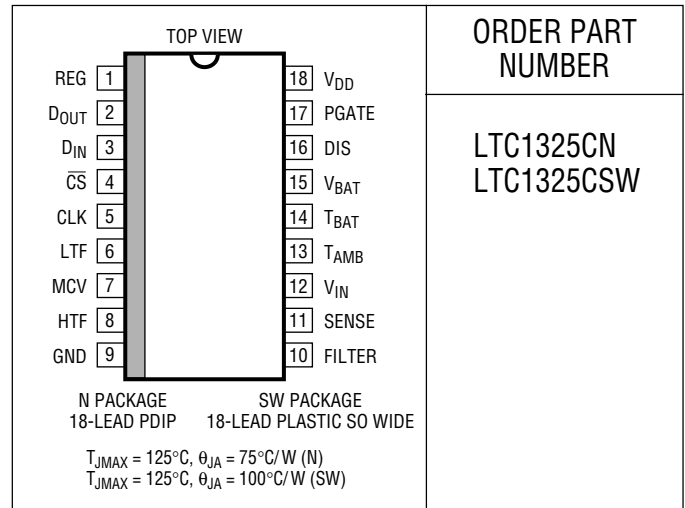 TOP VIEW
REG 1
DOUT 2
DIN 3
CS 4
CLK 5
LTF 6
MCV 7
HTF 8
GND 9
18 VDD
17 PGATE
16 DIS
15 VBAT
14 TBAT
13 TAMB
12 VIN
11 SENSE
10 FILTER
N PACKAGE
18-LEAD PDIP
SW PACKAGE
18-LEAD PLASTIC SO WIDE
TJMAX = 125°C, θJA = 75°C/W (N)
TJMAX = 125°C, θJA = 100°C/W (SW)
ORDER PART
NUMBER
LTC1325CN
LTC1325CSW